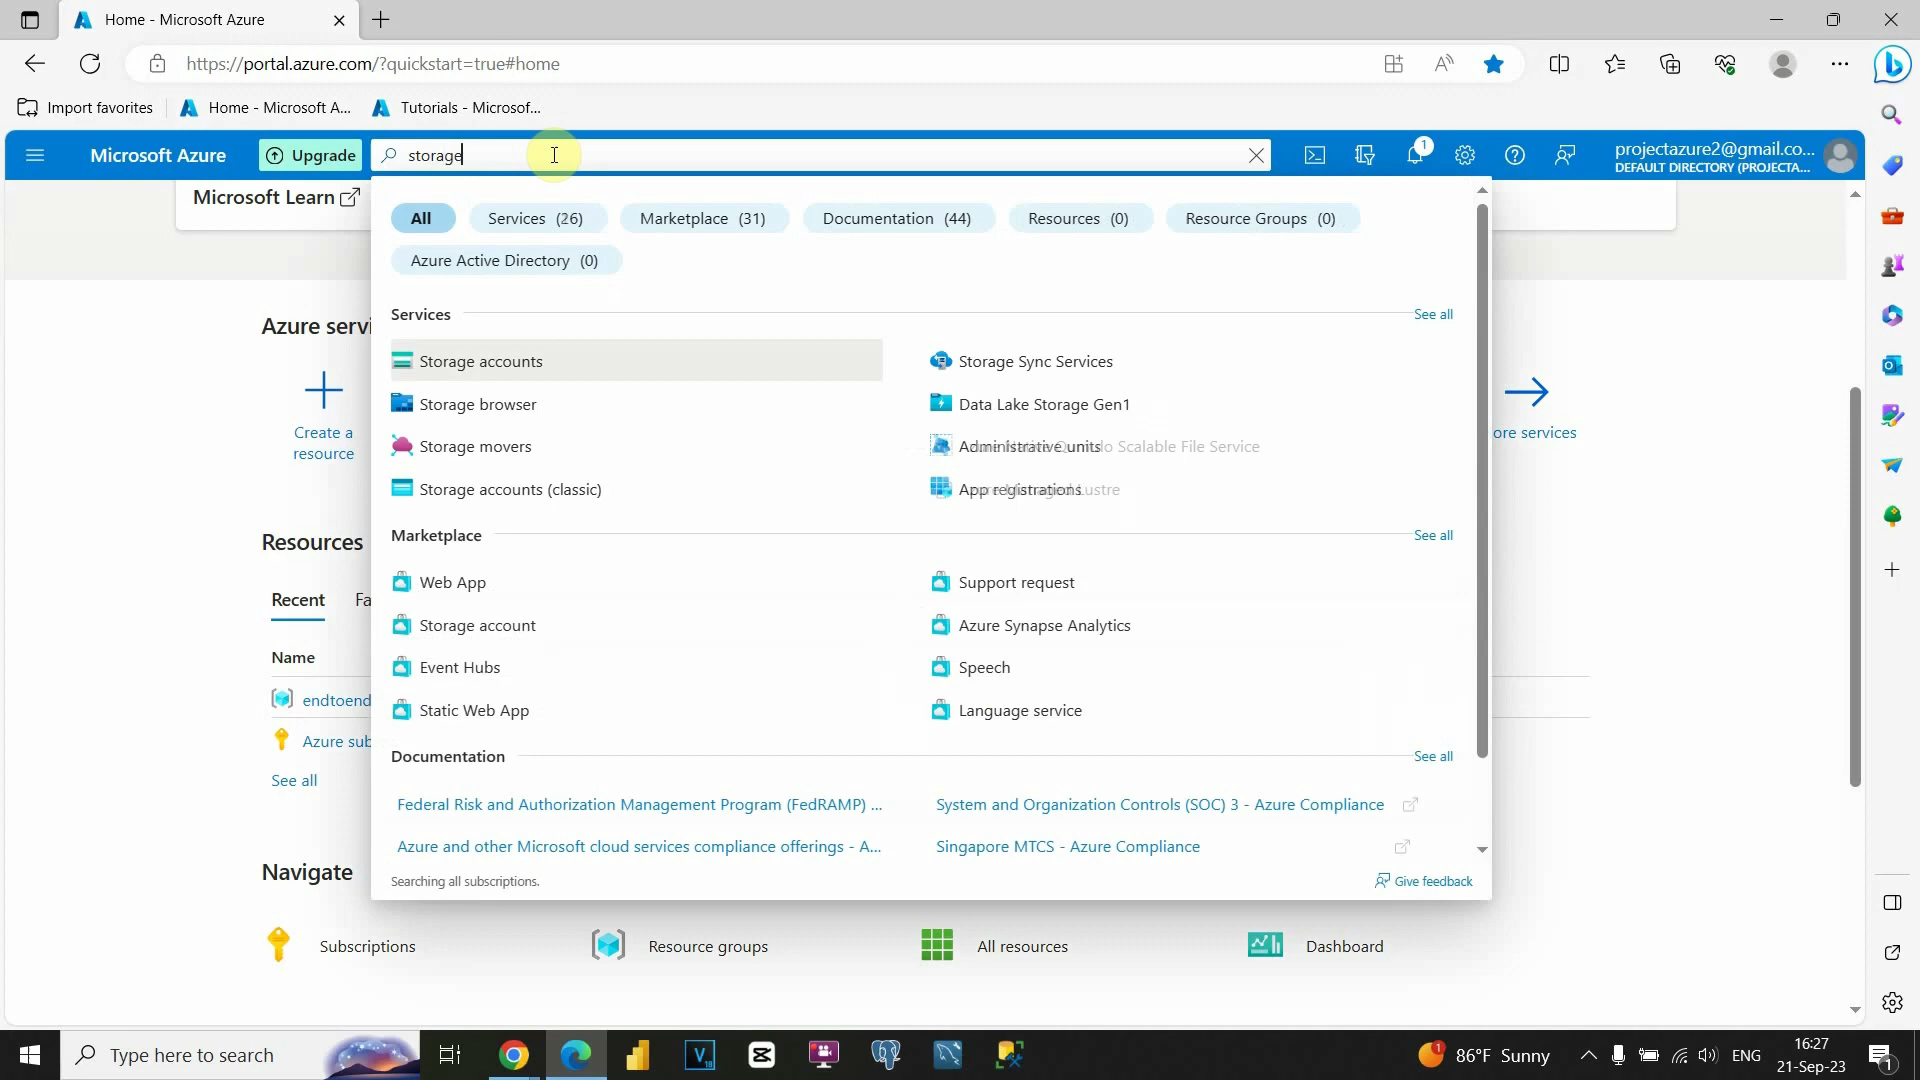 Home - Microsoft Azure
https://portal.azure.com/?quickstart=true#home
Import favorites
Home - Microsoft A...
Tutorials - Microsof...
Microsoft Azure
Upgrade
storage
1
projectazure2@gmail.co...
DEFAULT DIRECTORY (PROJECTA...
Microsoft Learn
All
Services (26)
Marketplace (31)
Documentation (44)
Resources (0)
Resource Groups (0)
Azure Active Directory (0)
Services
See all
Azure servi
Storage accounts
Storage Sync Services
Storage browser
Data Lake Storage Gen1
Create a
resource
ore services
Storage movers
Administrative units
Scalable File Service
Storage accounts (classic)
App registrations
Lustre
Marketplace
See all
Resources
Web App
Support request
Recent
Fa
Storage account
Azure Synapse Analytics
Name
Event Hubs
Speech
endtoend
Static Web App
Language service
Azure sub
Documentation
See all
See all
Federal Risk and Authorization Management Program (FedRAMP) ...
System and Organization Controls (SOC) 3 - Azure Compliance
Azure and other Microsoft cloud services compliance offerings - A...
Singapore MTCS - Azure Compliance
Navigate
Searching all subscriptions.
Give feedback
Subscriptions
Resource groups
All resources
Dashboard
Type here to search
1
86°F Sunny
ENG
16:27
21-Sep-23
1